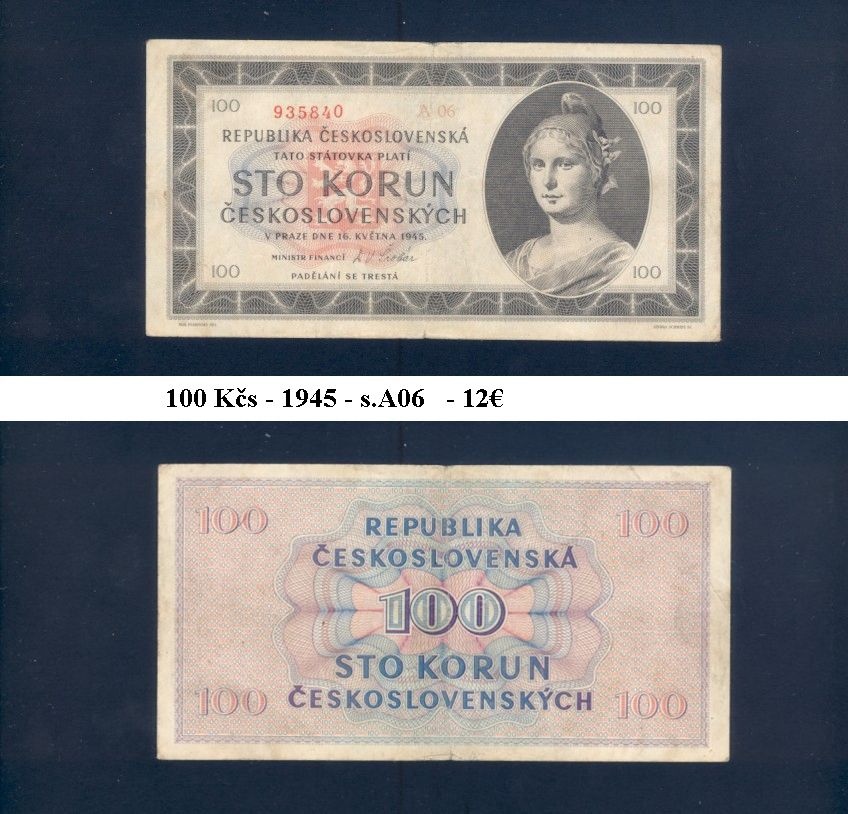 100 935840 A 06 100
REPUBLIKA ČESKOSLOVENSKÁ
TATO STÁTOVKA PLATÍ
STO KORUN
ČESKOSLOVENSKÝCH
V PRAZE DNE 16. KVĚTNA 1945.
MINISTR FINANCÍ
PADĚLÁNÍ SE TRESTÁ
100 100
100 Kčs - 1945 - s.A06 - 12€
100 100
REPUBLIKA
ČESKOSLOVENSKÁ
100
STO KORUN
ČESKOSLOVENSKÝCH
100 100